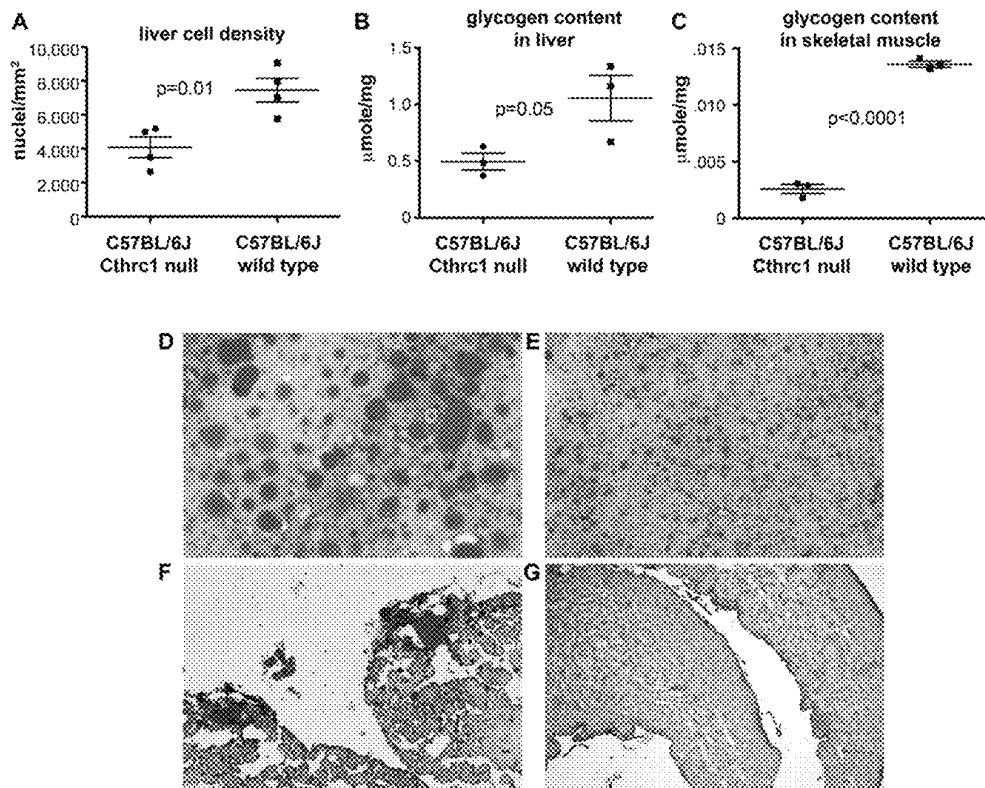 A
liver cell density
nuclei/mm²
10,000
8,000
6,000
4,000
2,000
0
p=0.01
C57BL/6J
Cthrc1 null
C57BL/6J
wild type
B
glycogen content
in liver
µmole/mg
1.5
1.0
0.5
0
p=0.05
C57BL/6J
Cthrc1 null
C57BL/6J
wild type
C
glycogen content
in skeletal muscle
µmole/mg
.015
.010
.005
0
p<0.0001
C57BL/6J
Cthrc1 null
C57BL/6J
wild type
D
E
F
G